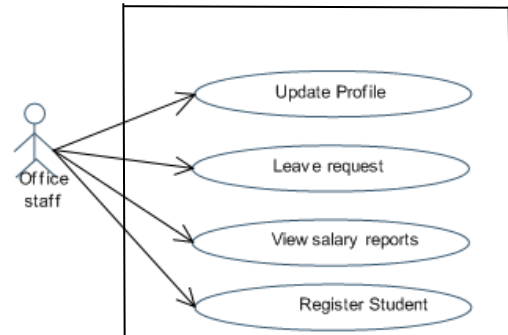 Update Profile
Leave request
Office
staff
View salary reports
Register Student